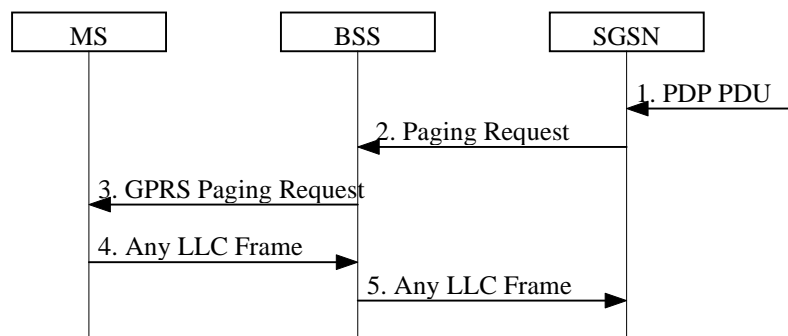 MS
BSS
SGSN
1. PDP PDU
2. Paging Request
3. GPRS Paging Request
4. Any LLC Frame
5. Any LLC Frame